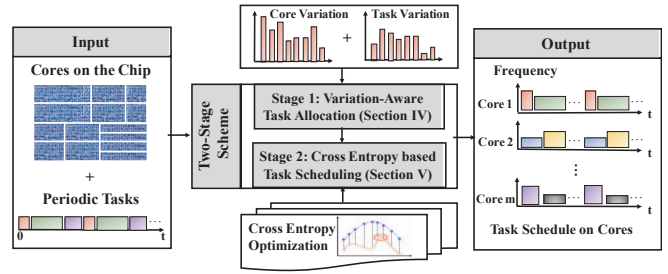 Input
Cores on the Chip
+
Periodic Tasks
...
0
t
Core Variation
+
Task Variation
Two-Stage
Scheme
Stage 1: Variation-Aware
Task Allocation (Section IV)
Stage 2: Cross Entropy based
Task Scheduling (Section V)
Cross Entropy
Optimization
Output
Frequency
Core 1
... ...
t
Core 2
... ...
t
⋮
Core m
... ...
t
Task Schedule on Cores